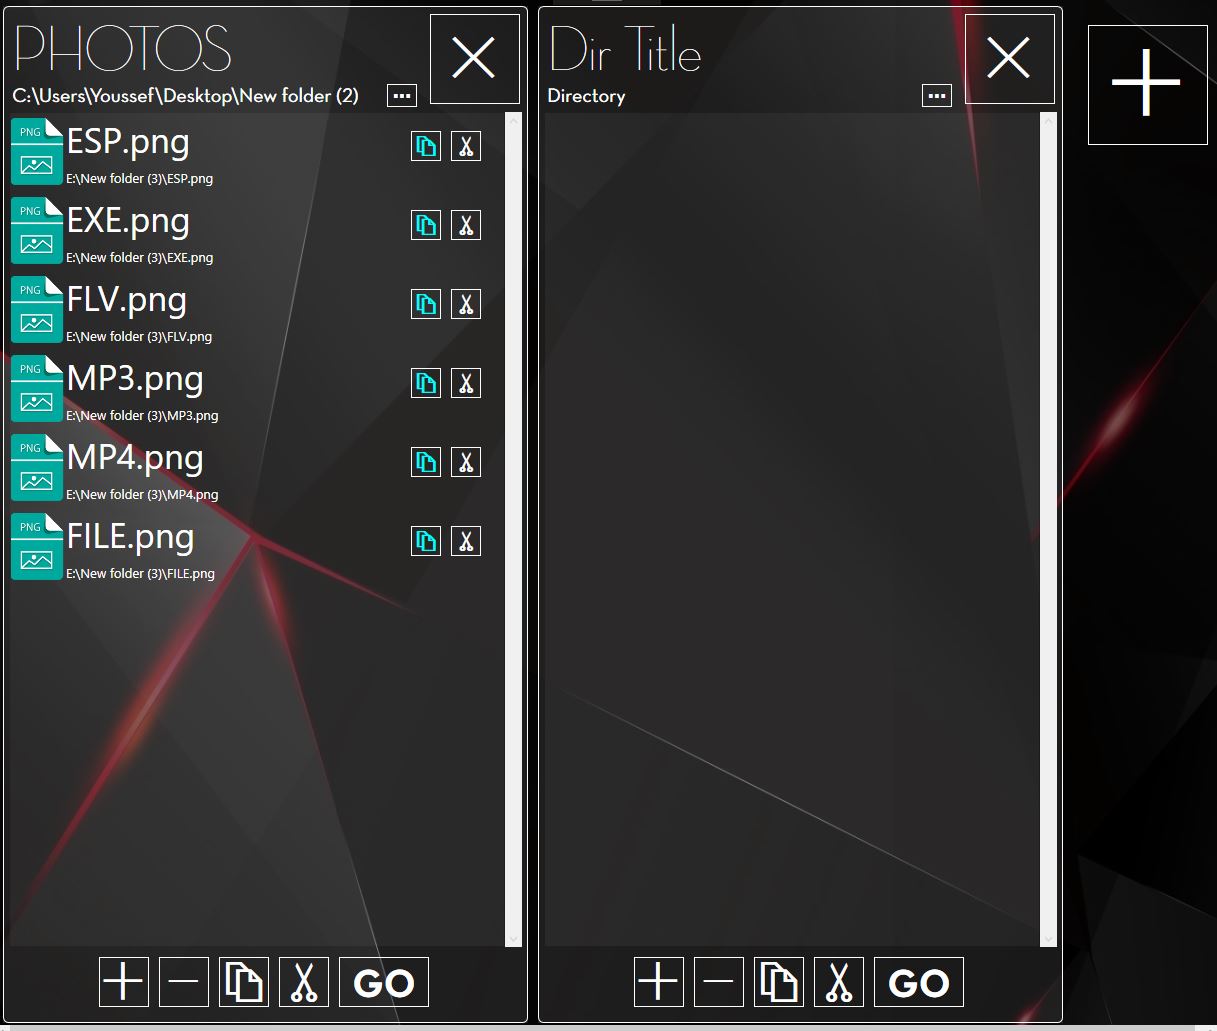 PHOTOS
C:\Users\Youssef\Desktop\New folder (2)
...
PNG
ESP.png
E:\New folder (3)\ESP.png
PNG
EXE.png
E:\New folder (3)\EXE.png
PNG
FLV.png
E:\New folder (3)\FLV.png
PNG
MP3.png
E:\New folder (3)\MP3.png
PNG
MP4.png
E:\New folder (3)\MP4.png
PNG
FILE.png
E:\New folder (3)\FILE.png
GO
Dir Title
Directory
...
GO